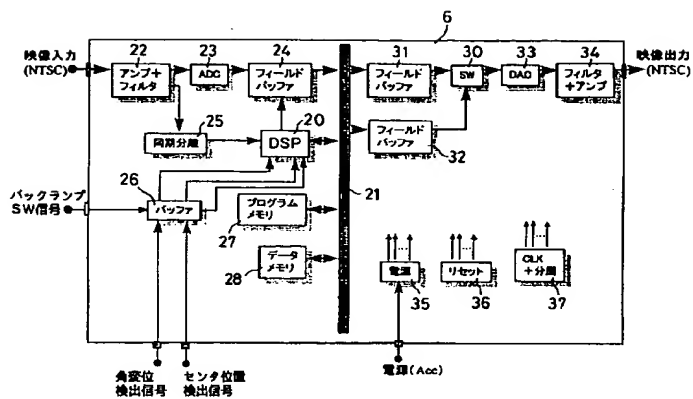 6
映像入力
(NTSC)
22
アンプ+
フィルタ
23
ADC
24
フィールド
バッファ
31
フィールド
バッファ
30
SW
33
DAC
34
フィルタ
+アンプ
映像出力
(NTSC)
25
同期分離
20
DSP
フィールド
バッファ
32
21
バックランプ
SW信号
26
バッファ
プログラム
メモリ
27
データ
メモリ
28
電源
35
リセット
36
CLK
+分周
37
角変位
検出信号
センタ位置
検出信号
電源(Acc)